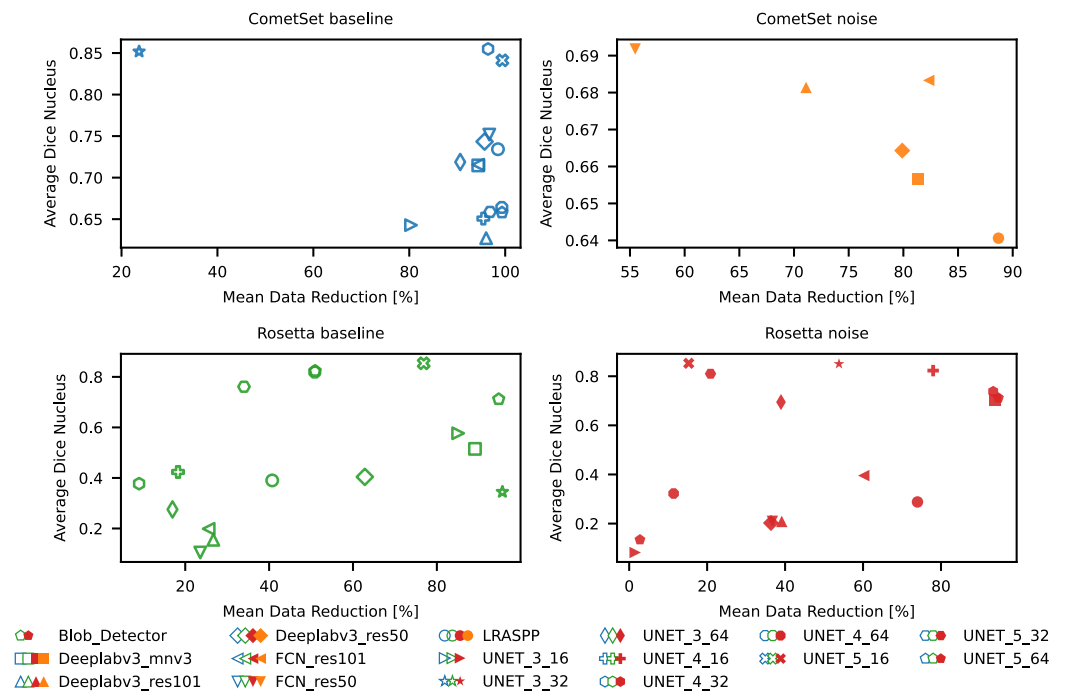 CometSet baseline
CometSet noise
Average Dice Nucleus
0.85
0.80
0.75
0.70
0.65
20 40 60 80 100
Mean Data Reduction [%]
Average Dice Nucleus
0.69
0.68
0.67
0.66
0.65
0.64
55 60 65 70 75 80 85 90
Mean Data Reduction [%]
Rosetta baseline
Rosetta noise
Average Dice Nucleus
0.8
0.6
0.4
0.2
20 40 60 80
Mean Data Reduction [%]
Average Dice Nucleus
0.8
0.6
0.4
0.2
0 20 40 60 80
Mean Data Reduction [%]
Blob_Detector Deeplabv3_res50 LRASPP UNET_3_64 UNET_4_64 UNET_5_32
Deeplabv3_mnv3 FCN_res101 UNET_3_16 UNET_4_16 UNET_5_16 UNET_5_64
Deeplabv3_res101 FCN_res50 UNET_3_32 UNET_4_32